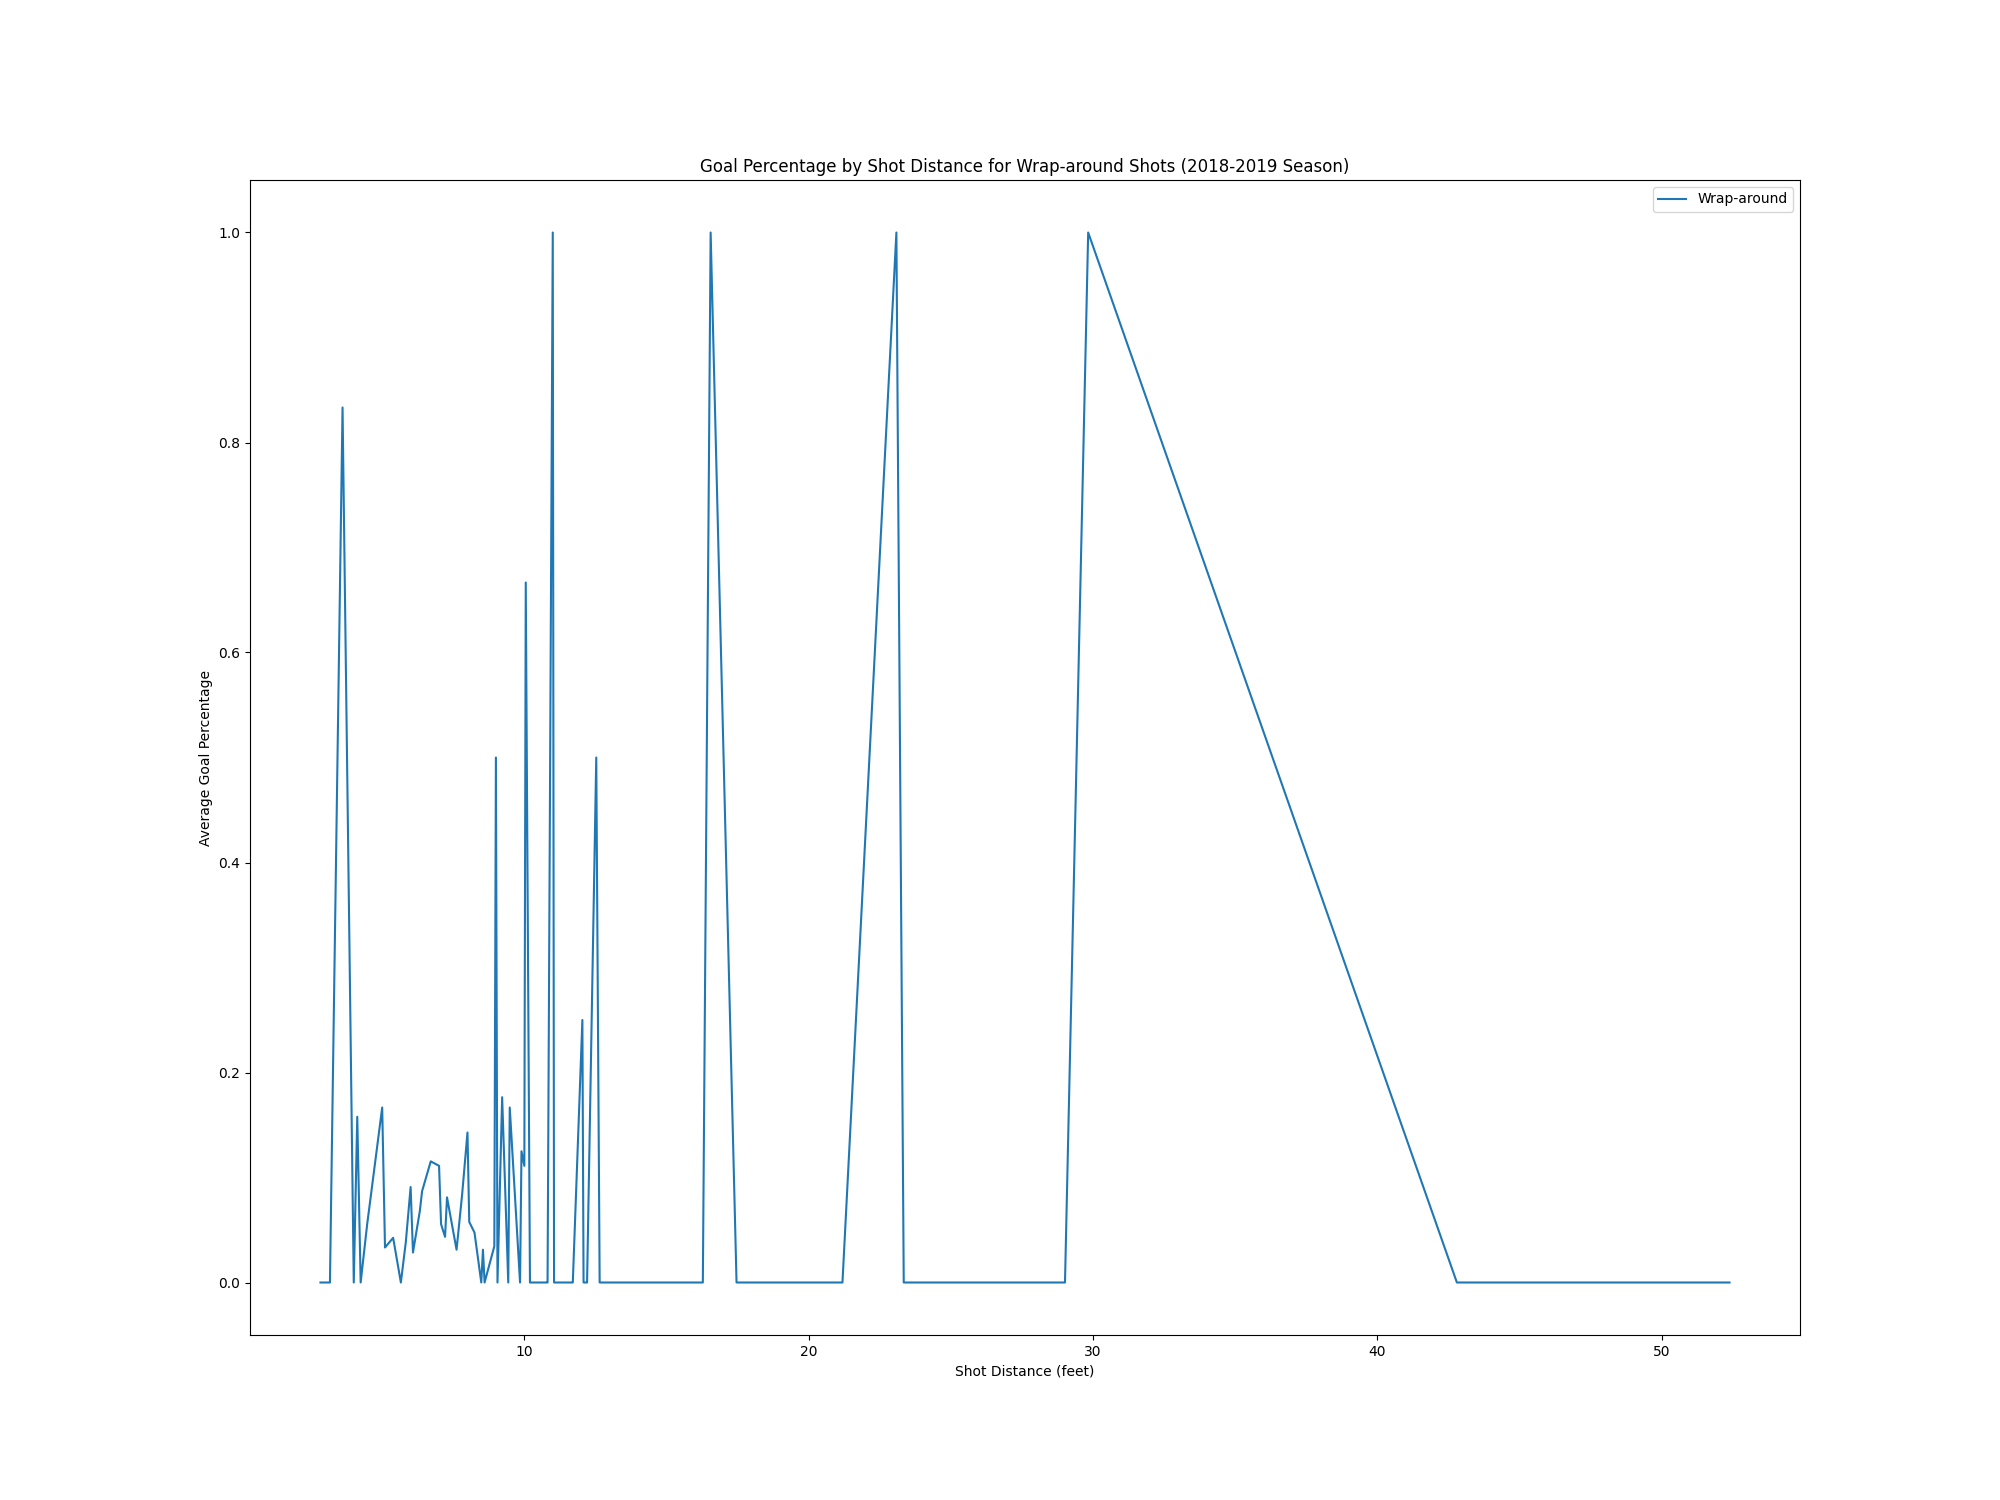 Goal Percentage by Shot Distance for Wrap-around Shots (2018-2019 Season)
Wrap-around
1.0
0.8
0.6
0.4
0.2
0.0
Average Goal Percentage
10
20
30
40
50
Shot Distance (feet)